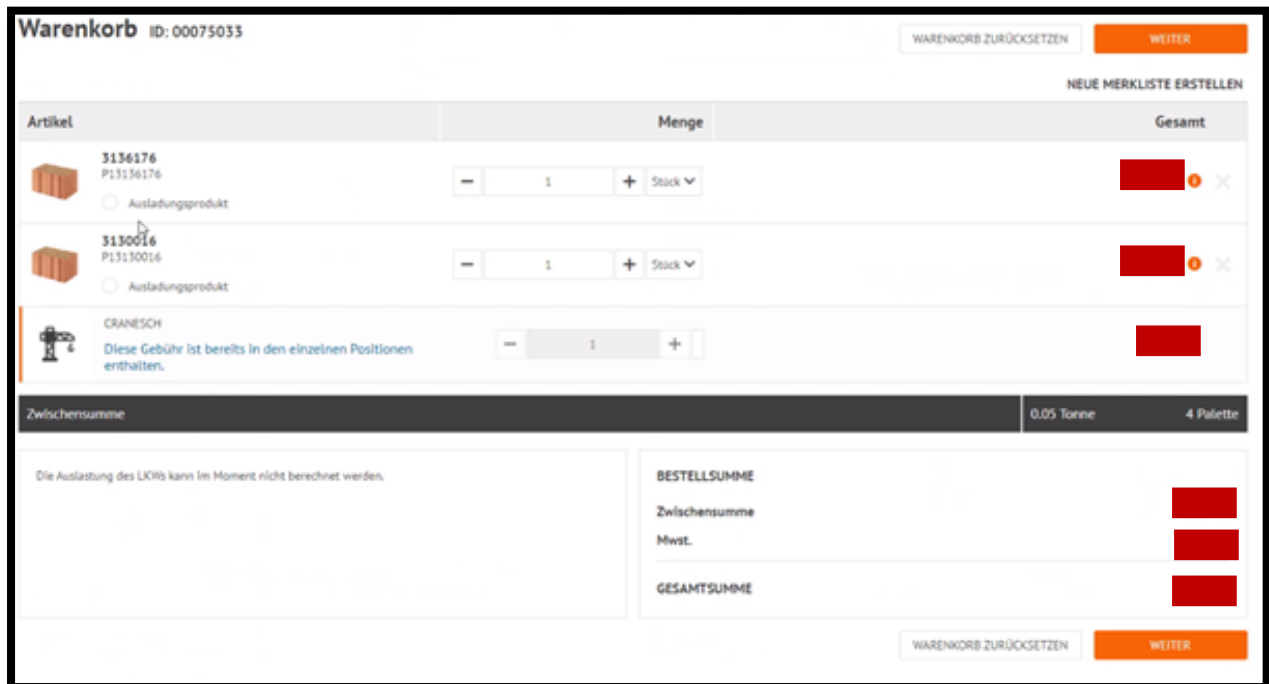 Warenkorb ID: 00075033
WARENKORB ZURÜCKSETZEN
WEITER
NEUE MERKLISTE ERSTELLEN
Artikel Menge Gesamt
3136176
P13136176
1 Stück
Ausladungsprodukt
3130016
P13130016
1 Stück
Ausladungsprodukt
CRANESCH
Diese Gebühr ist bereits in den einzelnen Positionen
enthalten.
1
Zwischensumme 0.05 Tonne 4 Palette
Die Auslastung des LKWs kann im Moment nicht berechnet werden.
BESTELLSUMME
Zwischensumme
Mwst.
GESAMTSUMME
WARENKORB ZURÜCKSETZEN
WEITER